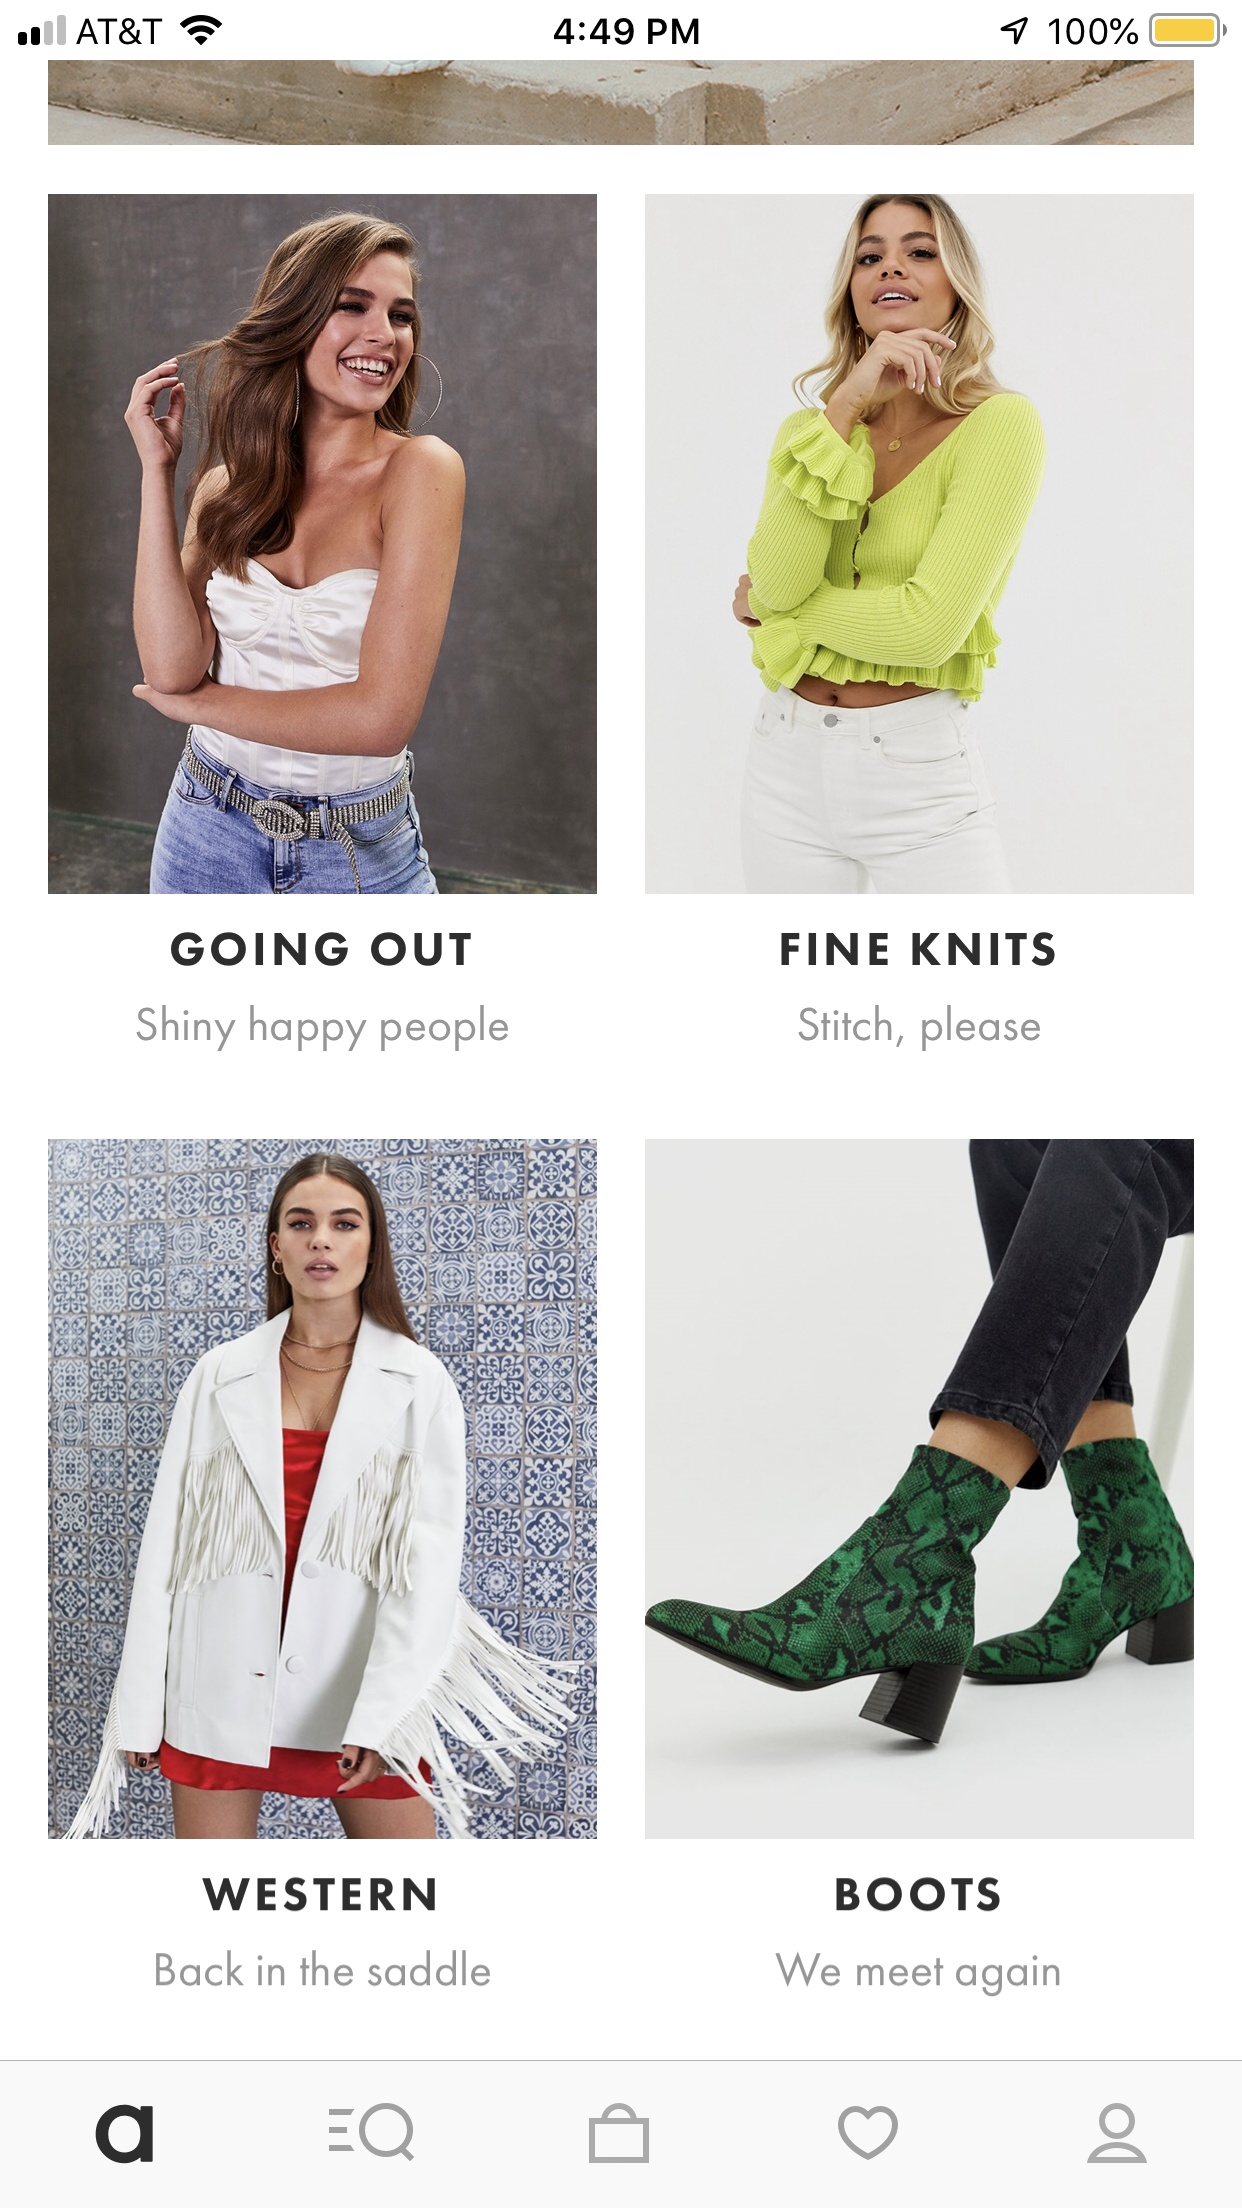 AT&T 4:49 PM 100%
GOING OUT
Shiny happy people
FINE KNITS
Stitch, please
WESTERN
Back in the saddle
BOOTS
We meet again
a